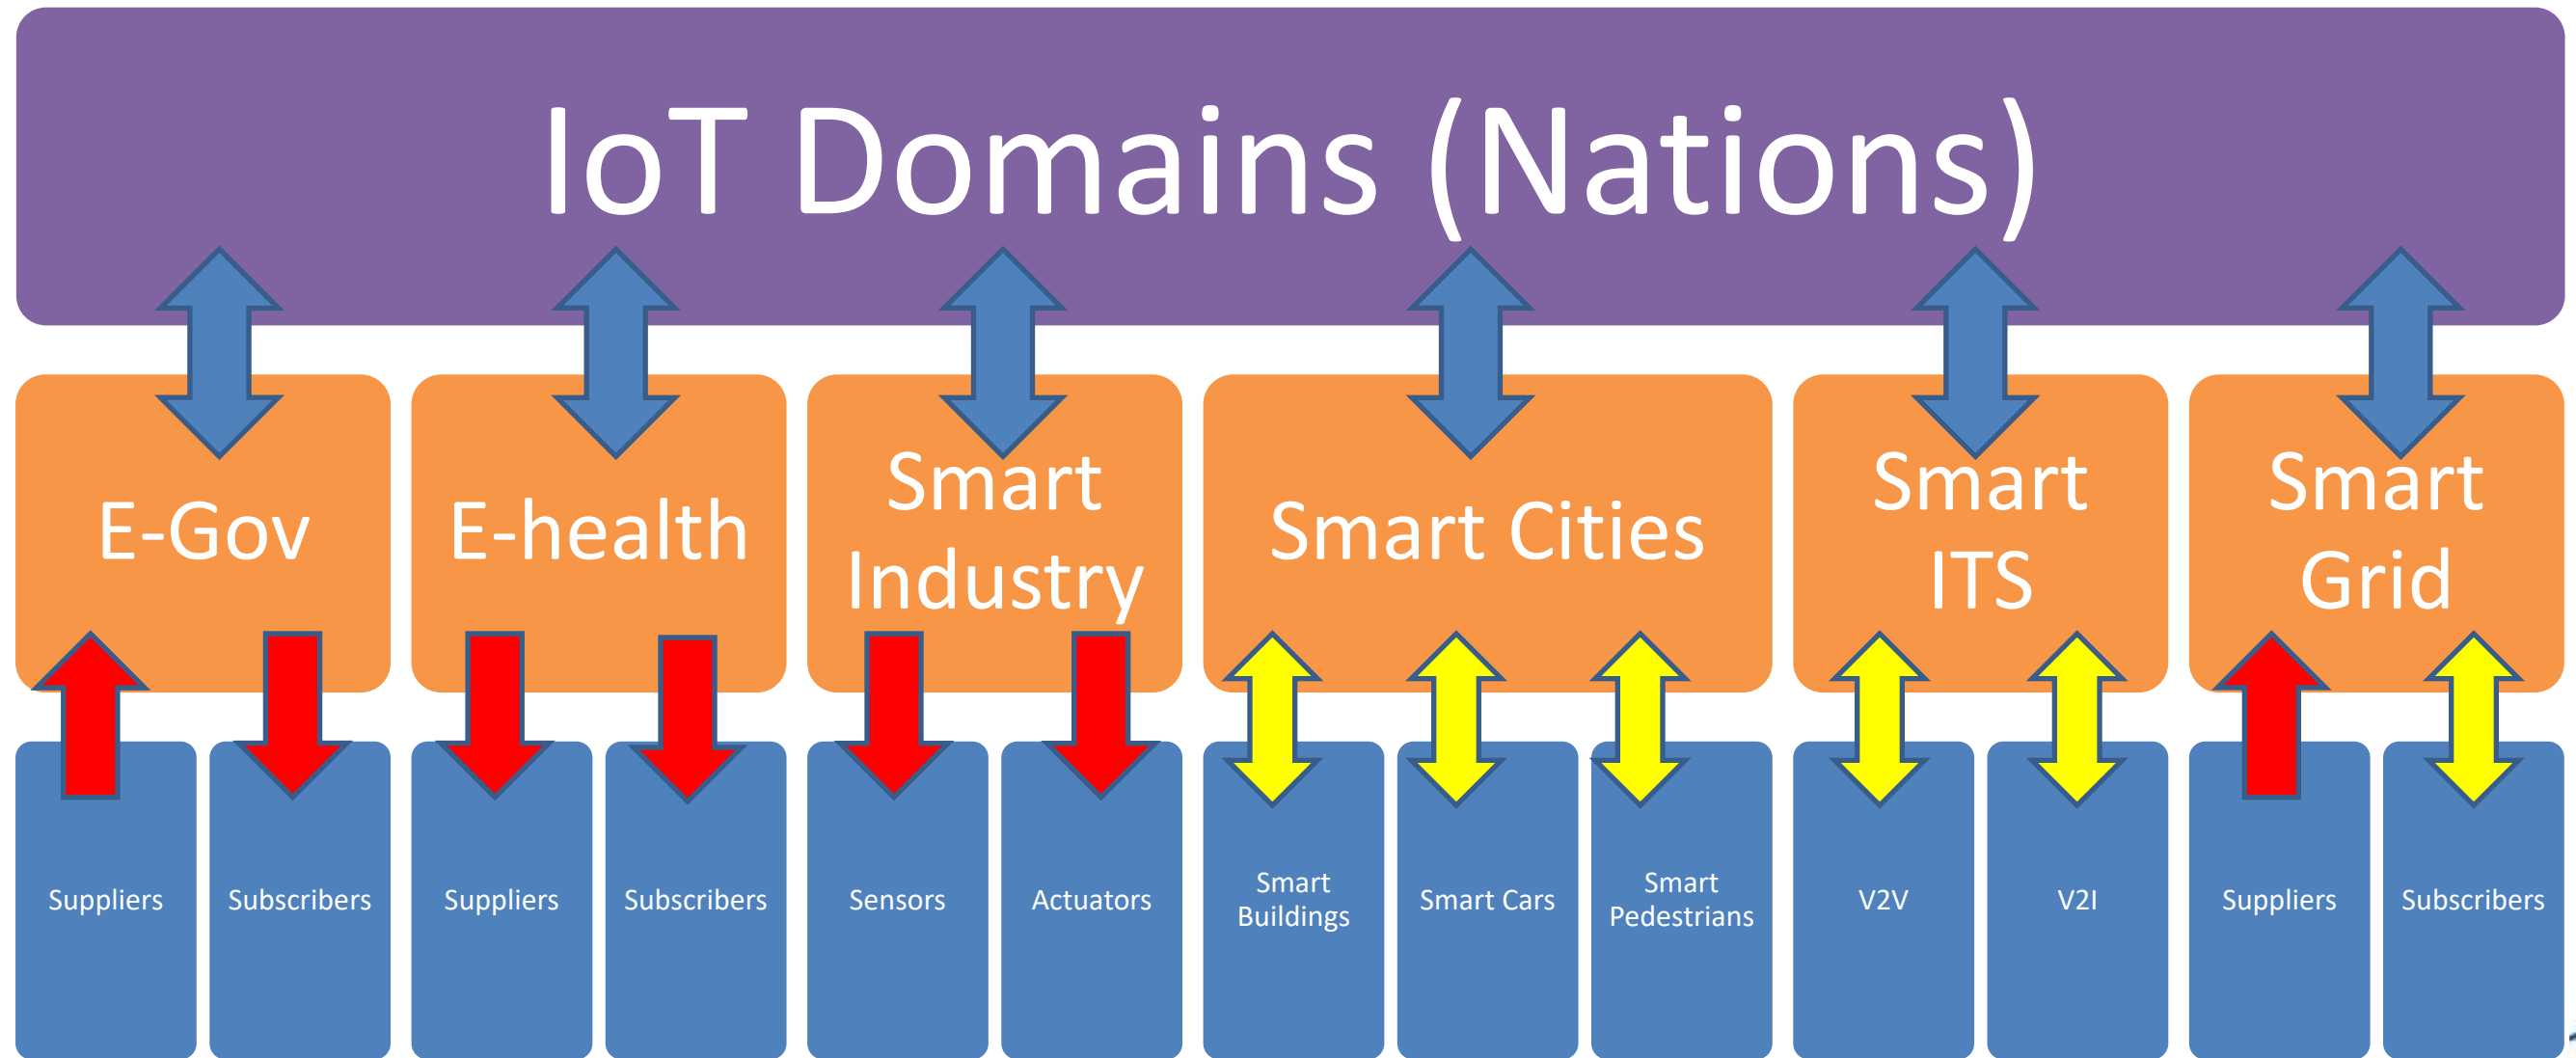 IoT Domains (Nations)
E-Gov
E-health
Smart
Industry
Smart Cities
Smart
ITS
Smart
Grid
Suppliers
Subscribers
Suppliers
Subscribers
Sensors
Actuators
Smart
Buildings
Smart Cars
Smart
Pedestrians
V2V
V2I
Suppliers
Subscribers